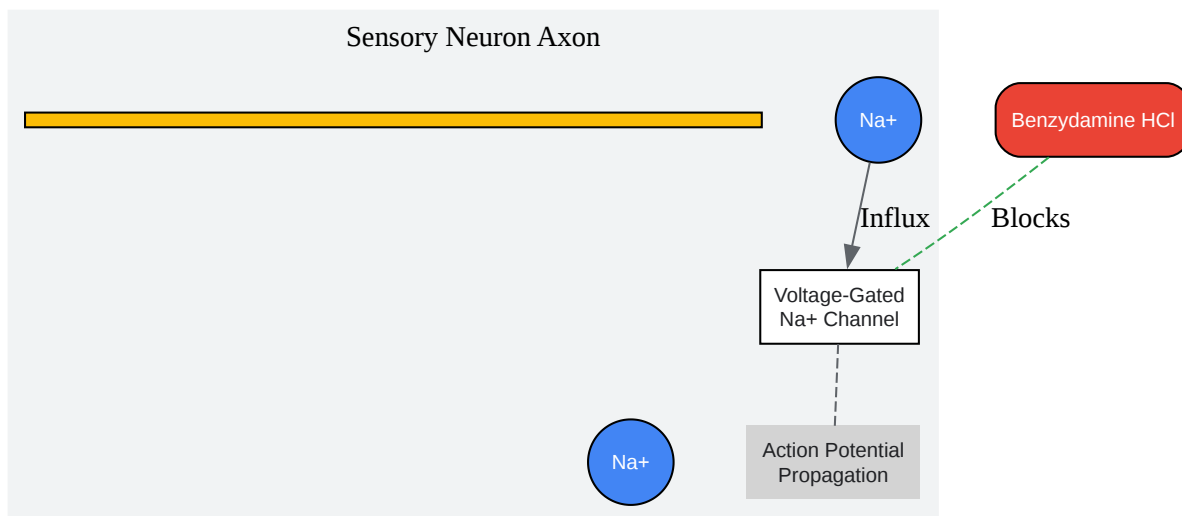 Sensory Neuron Axon
Na+
Benzydamine HCl
Influx
Blocks
Voltage-Gated
Na+ Channel
Na+
Action Potential
Propagation